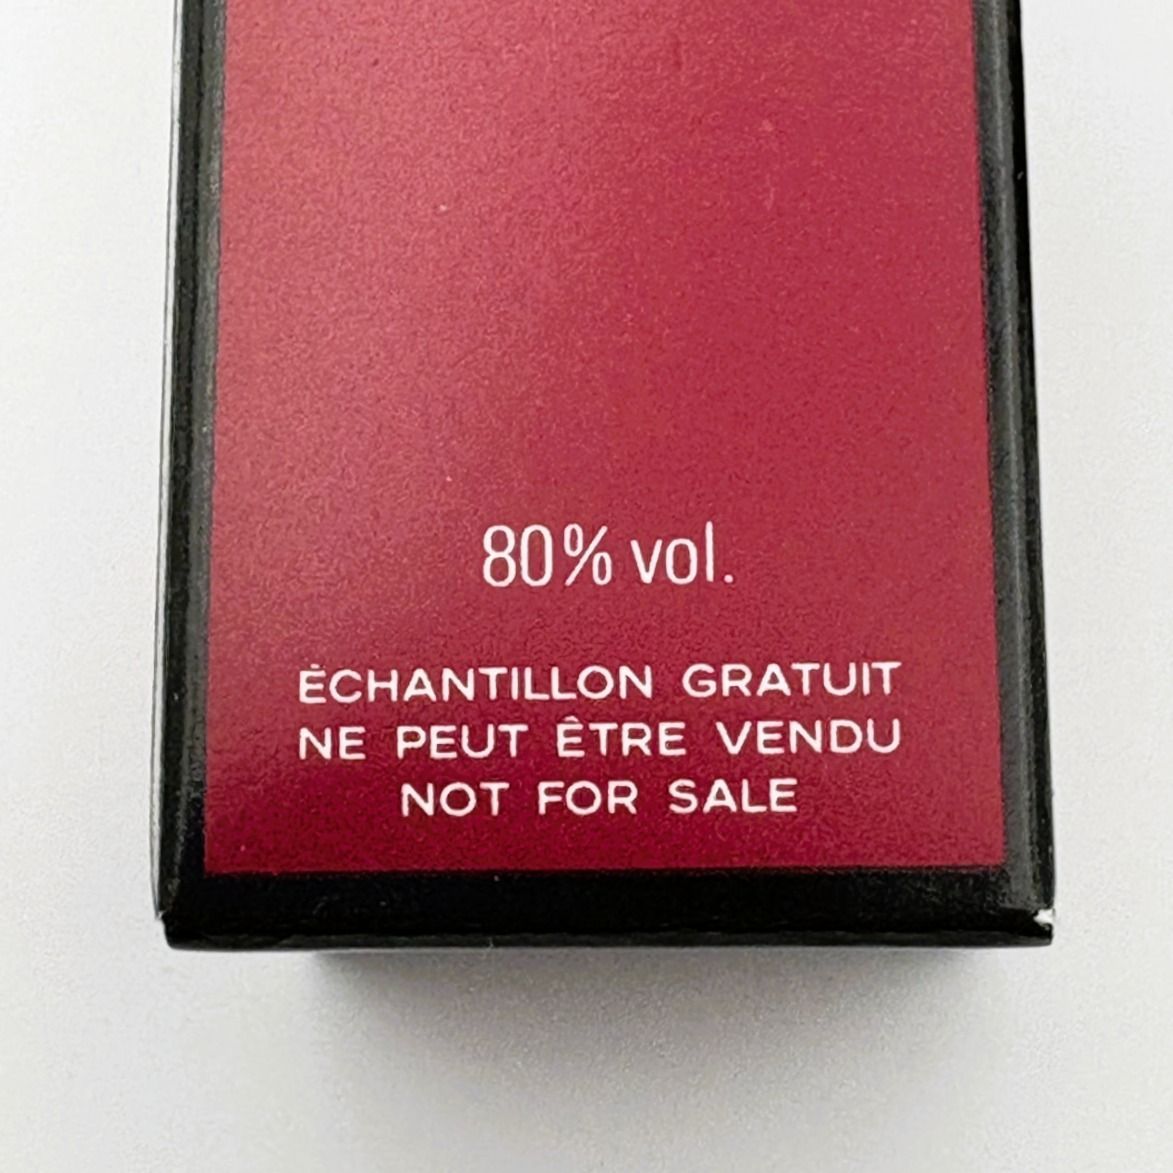 80% vol.
ÉCHANTILLON GRATUIT
NE PEUT ÊTRE VENDU
NOT FOR SALE